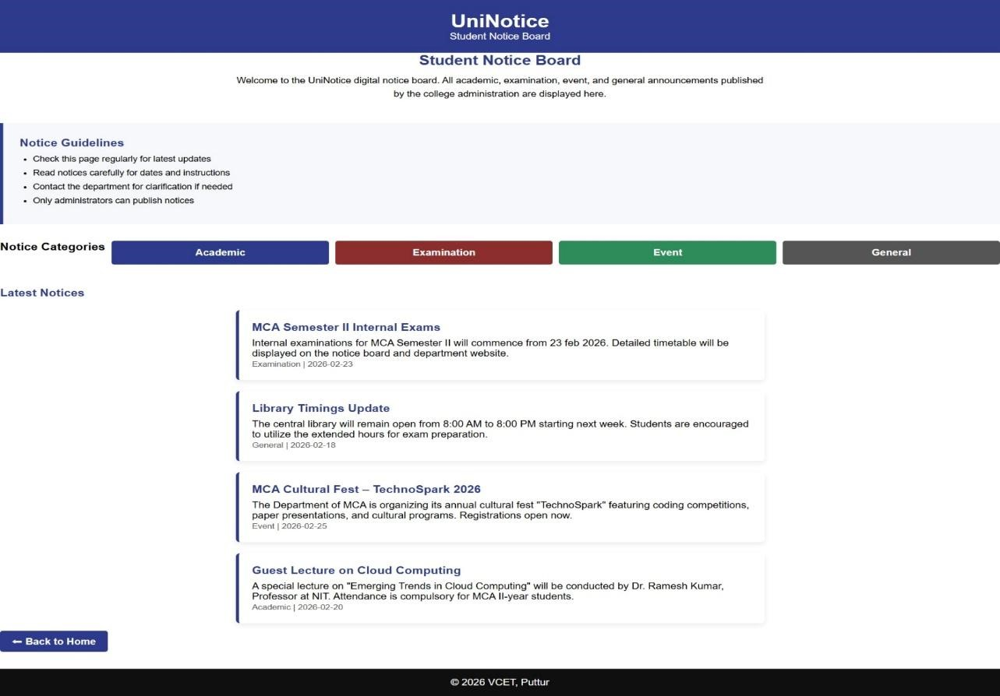 UniNotice
Student Notice Board
Student Notice Board
Welcome to the UniNotice digital notice board. All academic, examination, event, and general announcements published
by the college administration are displayed here.
Notice Guidelines
• Check this page regularly for latest updates
• Read notices carefully for dates and instructions
• Contact the department for clarification if needed
• Only administrators can publish notices
Notice Categories
Academic
Examination
Event
General
Latest Notices
MCA Semester II Internal Exams
Internal examinations for MCA Semester II will commence from 23 feb 2026. Detailed timetable will be
displayed on the notice board and department website.
Examination | 2026-02-23
Library Timings Update
The central library will remain open from 8:00 AM to 8:00 PM starting next week. Students are encouraged
to utilize the extended hours for exam preparation.
General | 2026-02-18
MCA Cultural Fest – TechnoSpark 2026
The Department of MCA is organizing its annual cultural fest "TechnoSpark" featuring coding competitions,
paper presentations, and cultural programs. Registrations open now.
Event | 2026-02-25
Guest Lecture on Cloud Computing
A special lecture on "Emerging Trends in Cloud Computing" will be conducted by Dr. Ramesh Kumar,
Professor at NIT. Attendance is compulsory for MCA II-year students.
Academic | 2026-02-20
← Back to Home
© 2026 VCET, Puttur